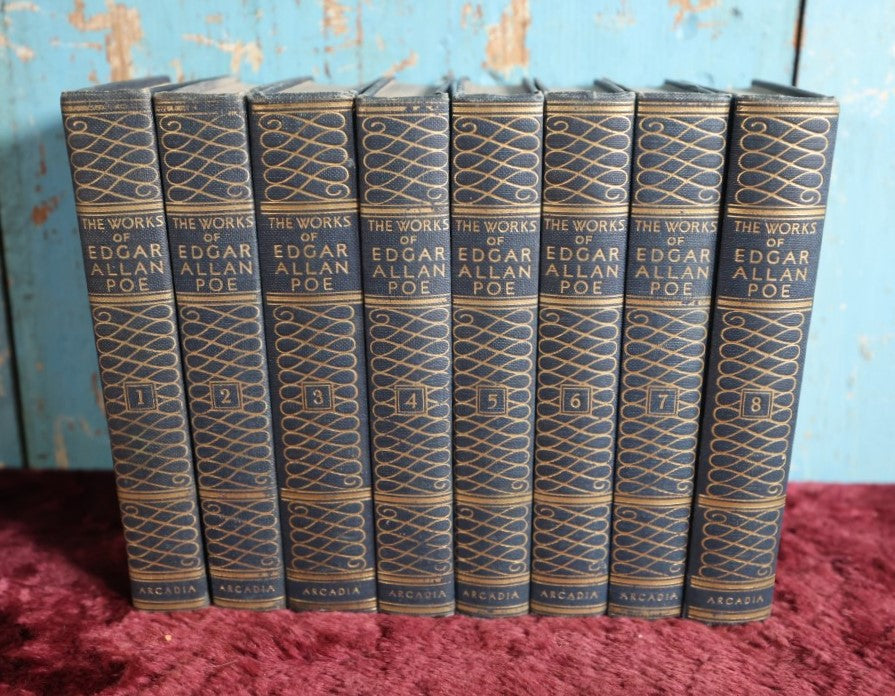 THE WORKS
OF
EDGAR
ALLAN
POE
1
ARCADIA
THE WORKS
OF
EDGAR
ALLAN
POE
2
ARCADIA
THE WORKS
OF
EDGAR
ALLAN
POE
3
ARCADIA
THE WORKS
OF
EDGAR
ALLAN
POE
4
ARCADIA
THE WORKS
OF
EDGAR
ALLAN
POE
5
ARCADIA
THE WORKS
OF
EDGAR
ALLAN
POE
6
ARCADIA
THE WORKS
OF
EDGAR
ALLAN
POE
7
ARCADIA
THE WORKS
OF
EDGAR
ALLAN
POE
8
ARCADIA